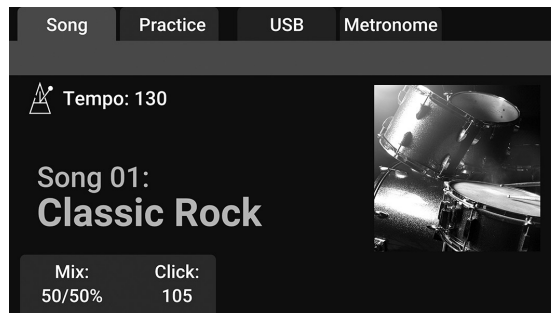 Song Practice USB Metronome
Tempo: 130
Song 01:
Classic Rock
Mix: Click:
50/50% 105